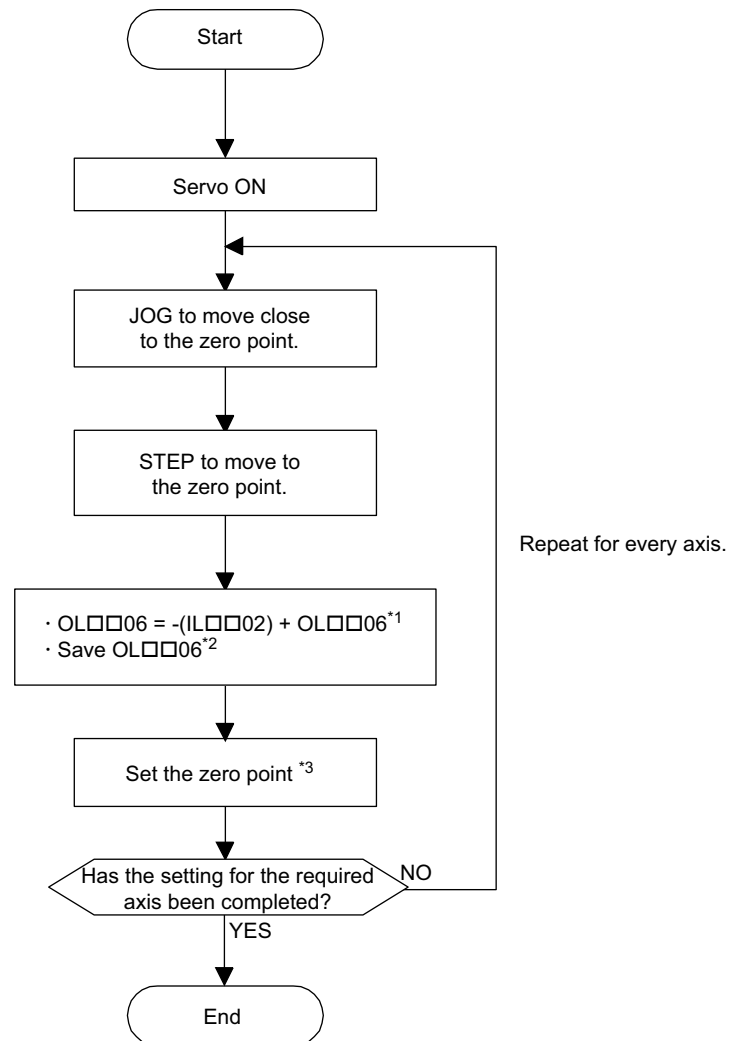 Start
Servo ON
JOG to move close
to the zero point.
STEP to move to
the zero point.
Repeat for every axis.
· OL□□06 = -(IL□□02) + OL□□06*1
· Save OL□□06*2
Set the zero point *3
Has the setting for the required
axis been completed?
NO
YES
End